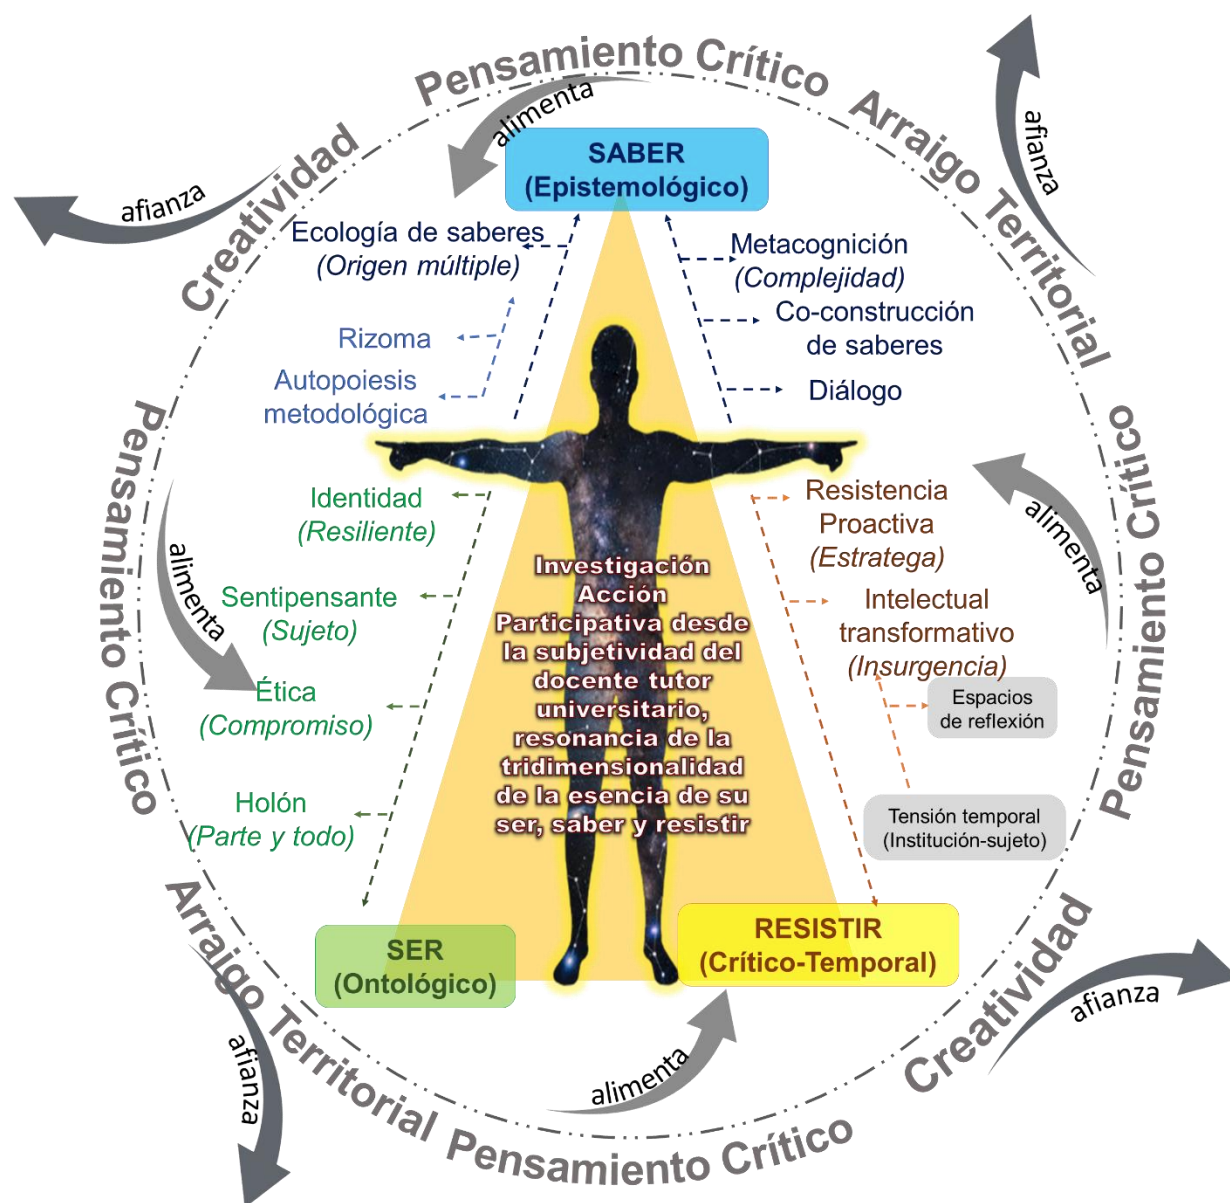 Pensamiento Crítico
alimenta
Arraigo Territorial
afianza
Creatividad
afianza
SABER
(Epistemológico)
Ecología de saberes
(Origen múltiple)
Rizoma
Autopoiesis
metodológica
Metacognición
(Complejidad)
Co-construcción
de saberes
Diálogo
Pensamiento Crítico
alimenta
Identidad
(Resiliente)
Sentipensante
(Sujeto)
Ética
(Compromiso)
Holón
(Parte y todo)
Investigación
Acción
Participativa desde
la subjetividad del
docente tutor
universitario,
resonancia de la
tridimensionalidad
de la esencia de su
ser, saber y resistir
Resistencia
Proactiva
(Estratega)
Intelectual
transformativo
(Insurgencia)
Espacios
de reflexión
Tensión temporal
(Institución-sujeto)
alimenta
Pensamiento Crítico
SER
(Ontológico)
RESISTIR
(Crítico-Temporal)
Arraigo Territorial
afianza
alimenta
Pensamiento Crítico
Creatividad
afianza